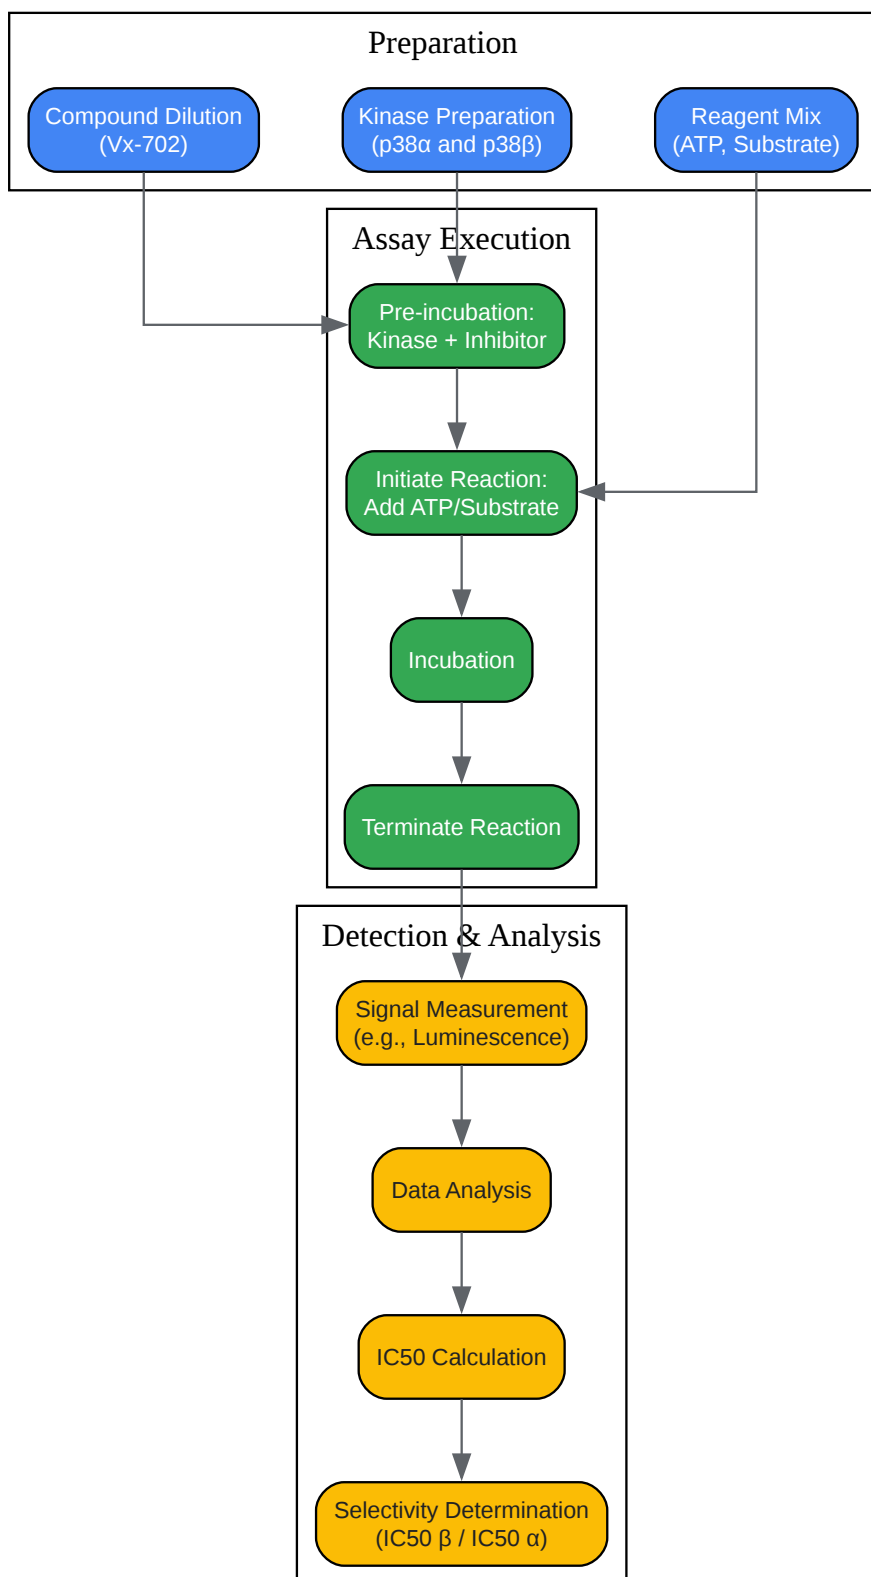 Preparation
Compound Dilution
(Vx-702)
Kinase Preparation
(p38α and p38β)
Reagent Mix
(ATP, Substrate)
Assay Execution
Pre-incubation:
Kinase + Inhibitor
Initiate Reaction:
Add ATP/Substrate
Incubation
Terminate Reaction
Detection & Analysis
Signal Measurement
(e.g., Luminescence)
Data Analysis
IC50 Calculation
Selectivity Determination
(IC50 β / IC50 α)